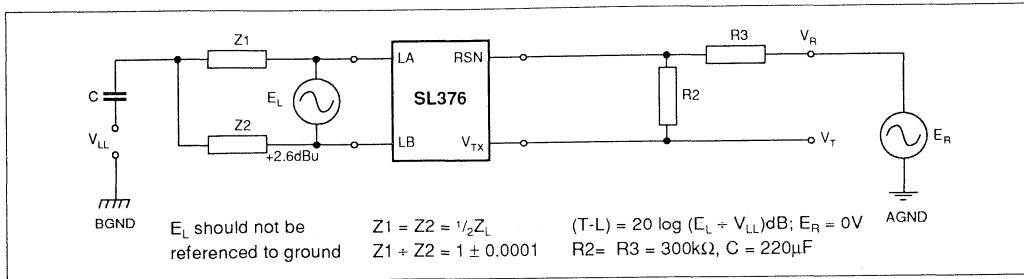 Z1
LA
RSN
R3
V_R
C
E_L
SL376
R2
V_LL
Z2
+2.6dBu
LB
V_TX
V_T
E_R
BGND
AGND
E_L should not be
referenced to ground
Z1 = Z2 = 1/2Z_L
Z1 ÷ Z2 = 1 ± 0.0001
(T-L) = 20 log (E_L ÷ V_LL)dB; E_R = 0V
R2= R3 = 300kΩ, C = 220µF